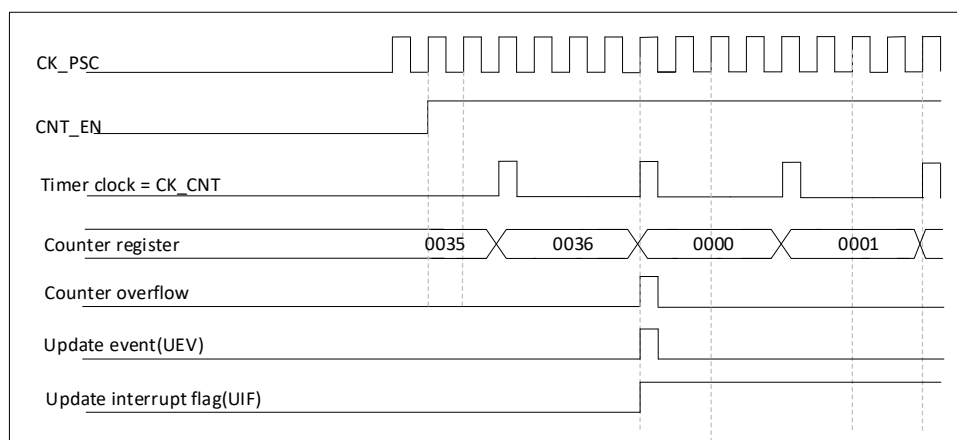 CK_PSC
CNT_EN
Timer clock = CK_CNT
Counter register
0035
0036
0000
0001
Counter overflow
Update event(UEV)
Update interrupt flag(UIF)